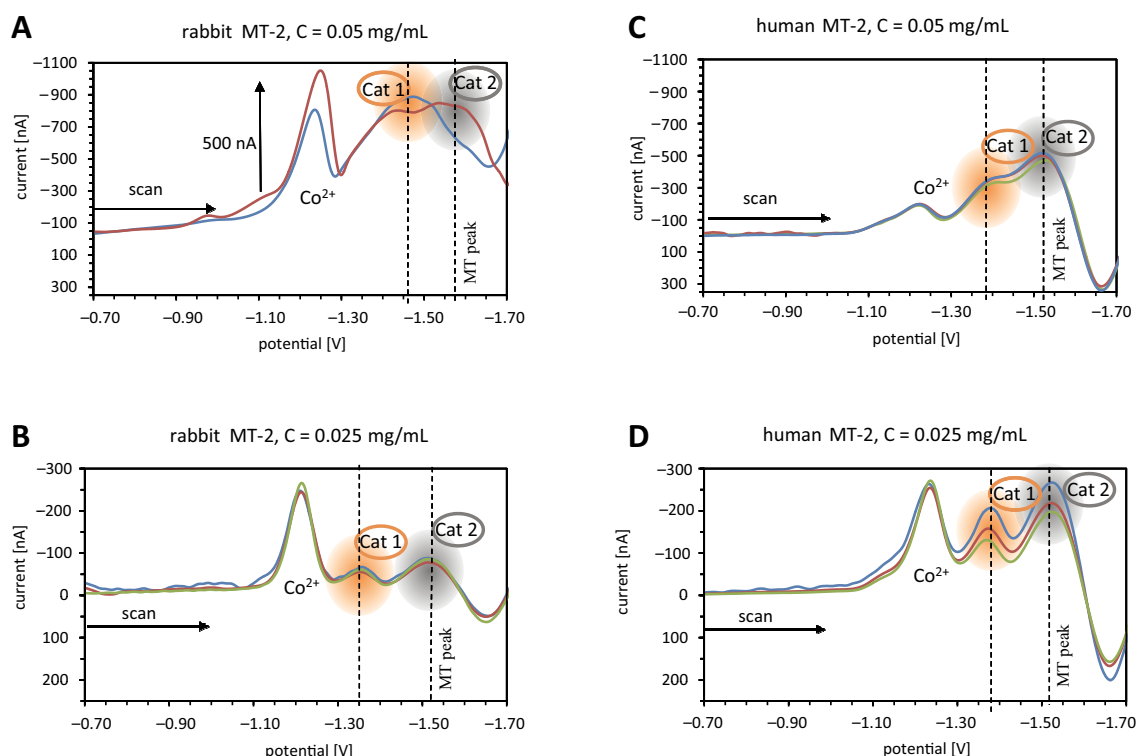 A
rabbit MT-2, C = 0.05 mg/mL
−1100
−900
−700
−500
−300
−100
100
300
current [nA]
500 nA
scan
Co²⁺
Cat 1
Cat 2
MT peak
−0.70
−0.90
−1.10
−1.30
−1.50
−1.70
potential [V]
C
human MT-2, C = 0.05 mg/mL
−1100
−900
−700
−500
−300
−100
100
300
current [nA]
scan
Co²⁺
Cat 1
Cat 2
MT peak
−0.70
−0.90
−1.10
−1.30
−1.50
−1.70
potential [V]
B
rabbit MT-2, C = 0.025 mg/mL
−300
−200
−100
0
100
200
current [nA]
scan
Co²⁺
Cat 1
Cat 2
MT peak
−0.70
−0.90
−1.10
−1.30
−1.50
−1.70
potential [V]
D
human MT-2, C = 0.025 mg/mL
−300
−200
−100
0
100
200
current [nA]
scan
Co²⁺
Cat 1
Cat 2
MT peak
−0.70
−0.90
−1.10
−1.30
−1.50
−1.70
potential [V]